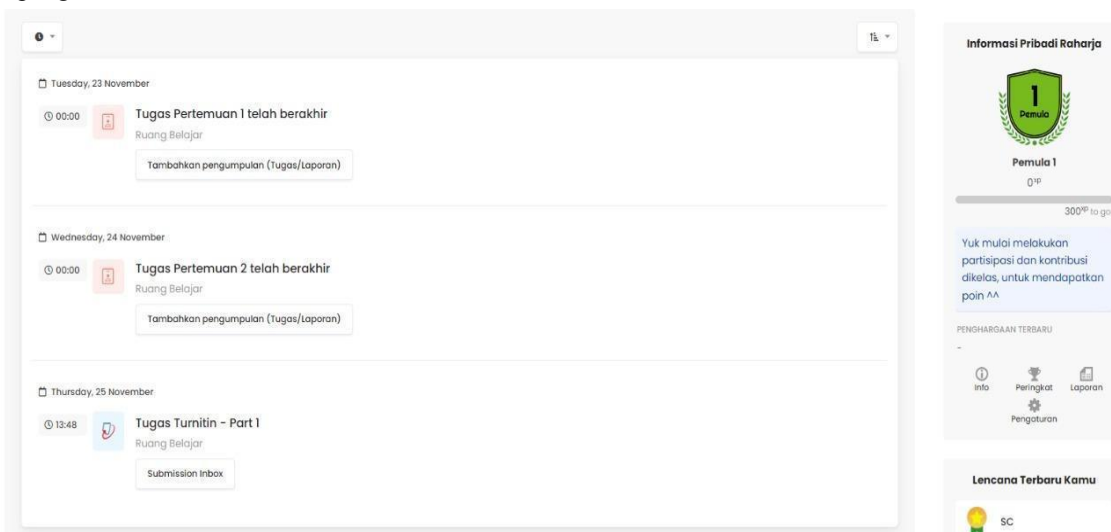 Tuesday, 23 November
00:00
Tugas Pertemuan 1 telah berakhir
Ruang Belajar
Tambahkan pengumpulan (Tugas/Laporan)
Wednesday, 24 November
00:00
Tugas Pertemuan 2 telah berakhir
Ruang Belajar
Tambahkan pengumpulan (Tugas/Laporan)
Thursday, 25 November
13:48
Tugas Turnitin - Part 1
Ruang Belajar
Submission Inbox
Informasi Pribadi Raharja
1
Pemula
Pemula 1
0xp
300xp to go
Yuk mulai melakukan
partisipasi dan kontribusi
dikelas, untuk mendapatkan
poin ^^
PENGHARGAAN TERBARU
-
Info Peringkat Laporan
Pengaturan
Lencana Terbaru Kamu
SC